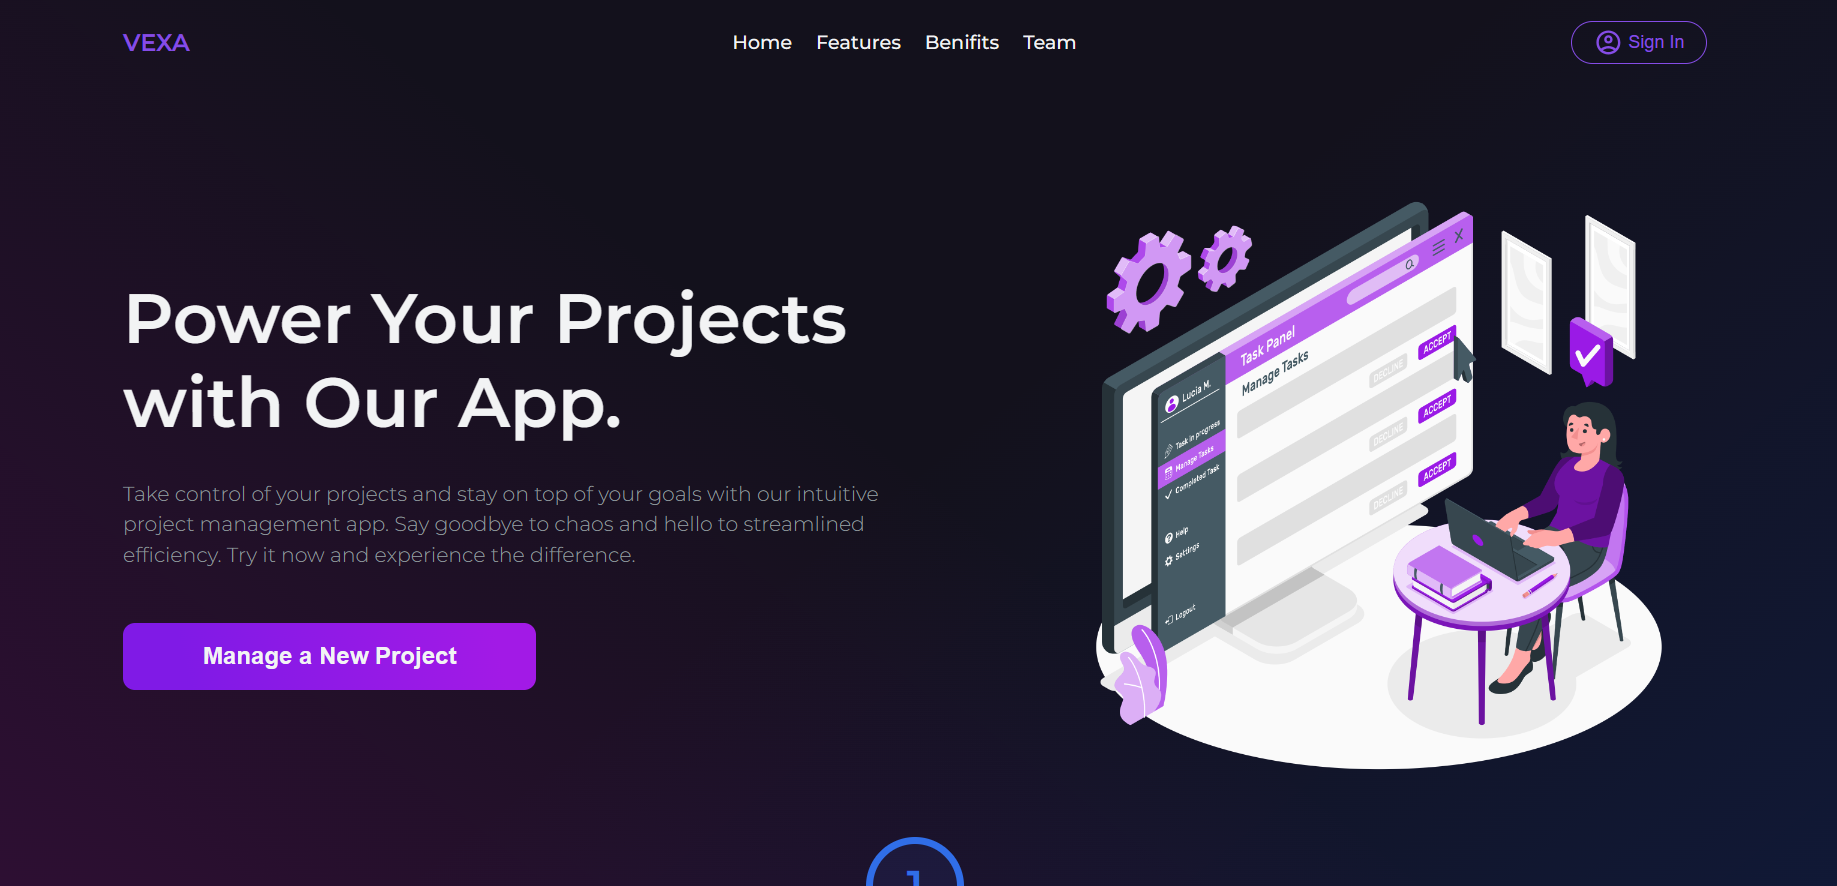 VEXA
Home Features Benifits Team
Sign In
Power Your Projects
with Our App.
Take control of your projects and stay on top of your goals with our intuitive
project management app. Say goodbye to chaos and hello to streamlined
efficiency. Try it now and experience the difference.
Manage a New Project
Task Panel
X
Manage Tasks
Lucia M.
Task in progress
Manage Tasks
Completed Task
Help
Settings
Logout
DECLINE ACCEPT
DECLINE ACCEPT
DECLINE ACCEPT
1